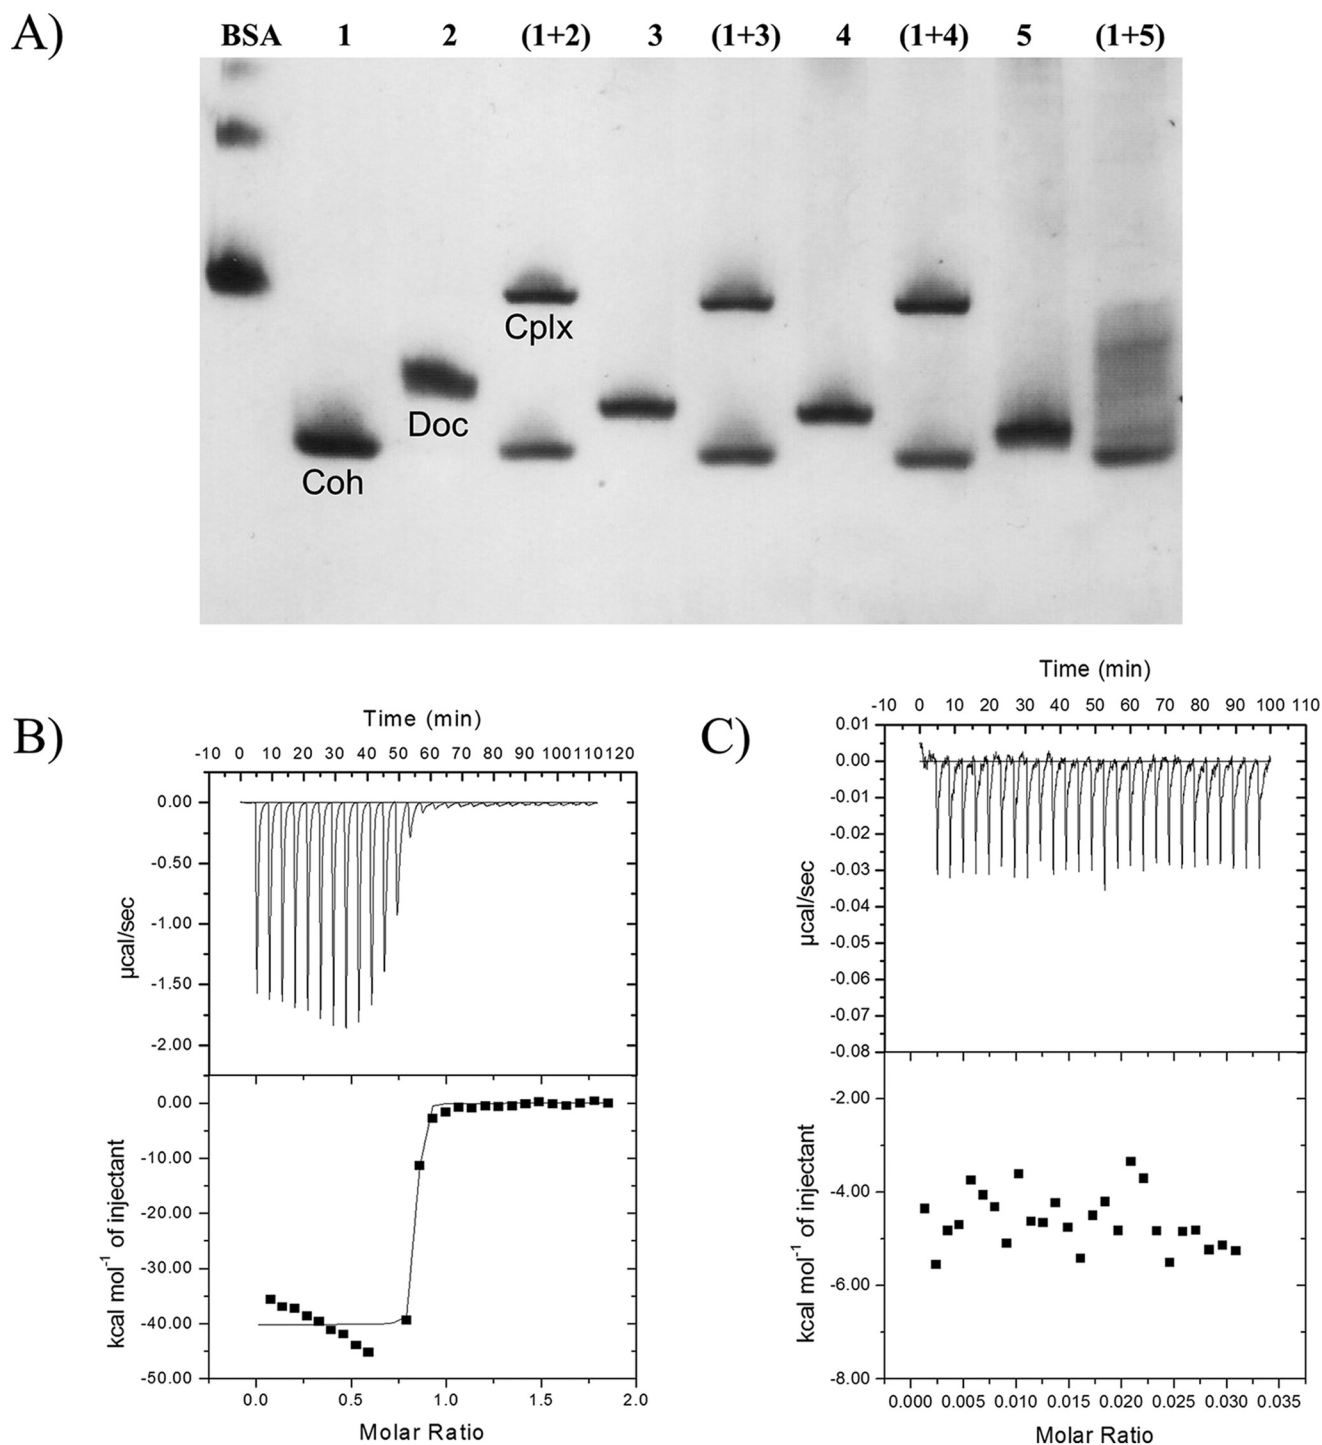 A)
BSA 1 2 (1+2) 3 (1+3) 4 (1+4) 5 (1+5)
Cplx
Doc
Coh
B)
Time (min)
-10 0 10 20 30 40 50 60 70 80 90 100 110 120
0.00
-0.50
-1.00
-1.50
-2.00
µcal/sec
0.00
-10.00
-20.00
-30.00
-40.00
-50.00
kcal mol⁻¹ of injectant
0.0 0.5 1.0 1.5 2.0
Molar Ratio
C)
Time (min)
-10 0 10 20 30 40 50 60 70 80 90 100 110
0.01
0.00
-0.01
-0.02
-0.03
-0.04
-0.05
-0.06
-0.07
-0.08
µcal/sec
-2.00
-4.00
-6.00
-8.00
kcal mol⁻¹ of injectant
0.000 0.005 0.010 0.015 0.020 0.025 0.030 0.035
Molar Ratio